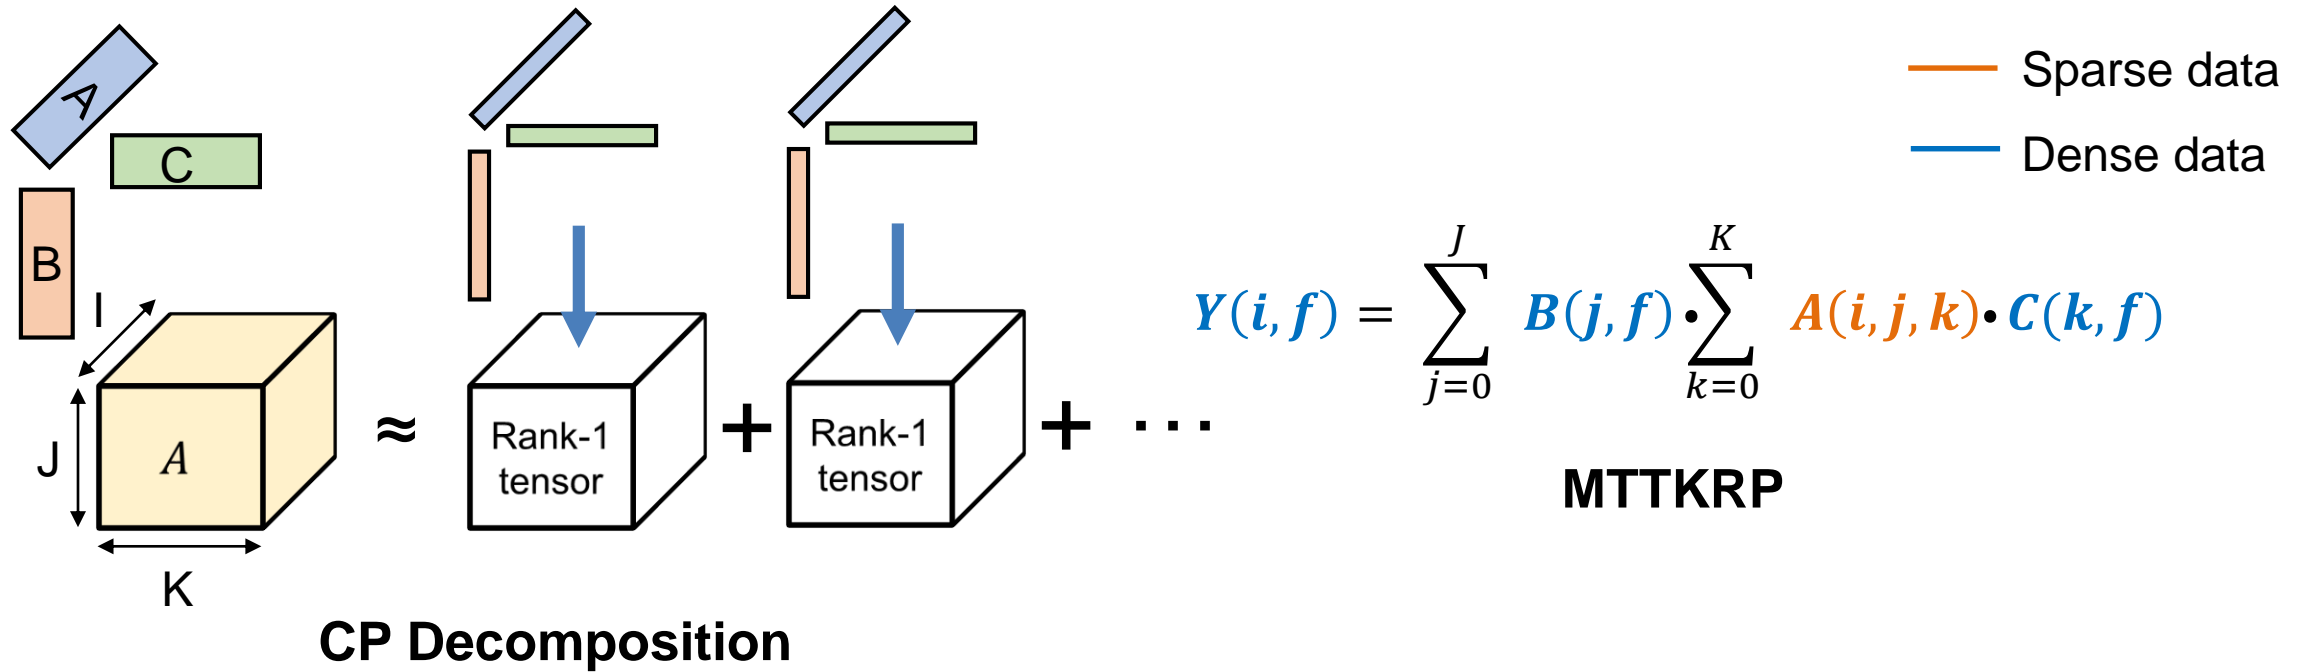 A
C
B
I
J
A
K
≈
Rank-1
tensor
+
Rank-1
tensor
+ ...
CP Decomposition
Sparse data
Dense data
Y(i, f) = ∑_{j=0}^{J} B(j, f) • ∑_{k=0}^{K} A(i, j, k) • C(k, f)
MTTKRP